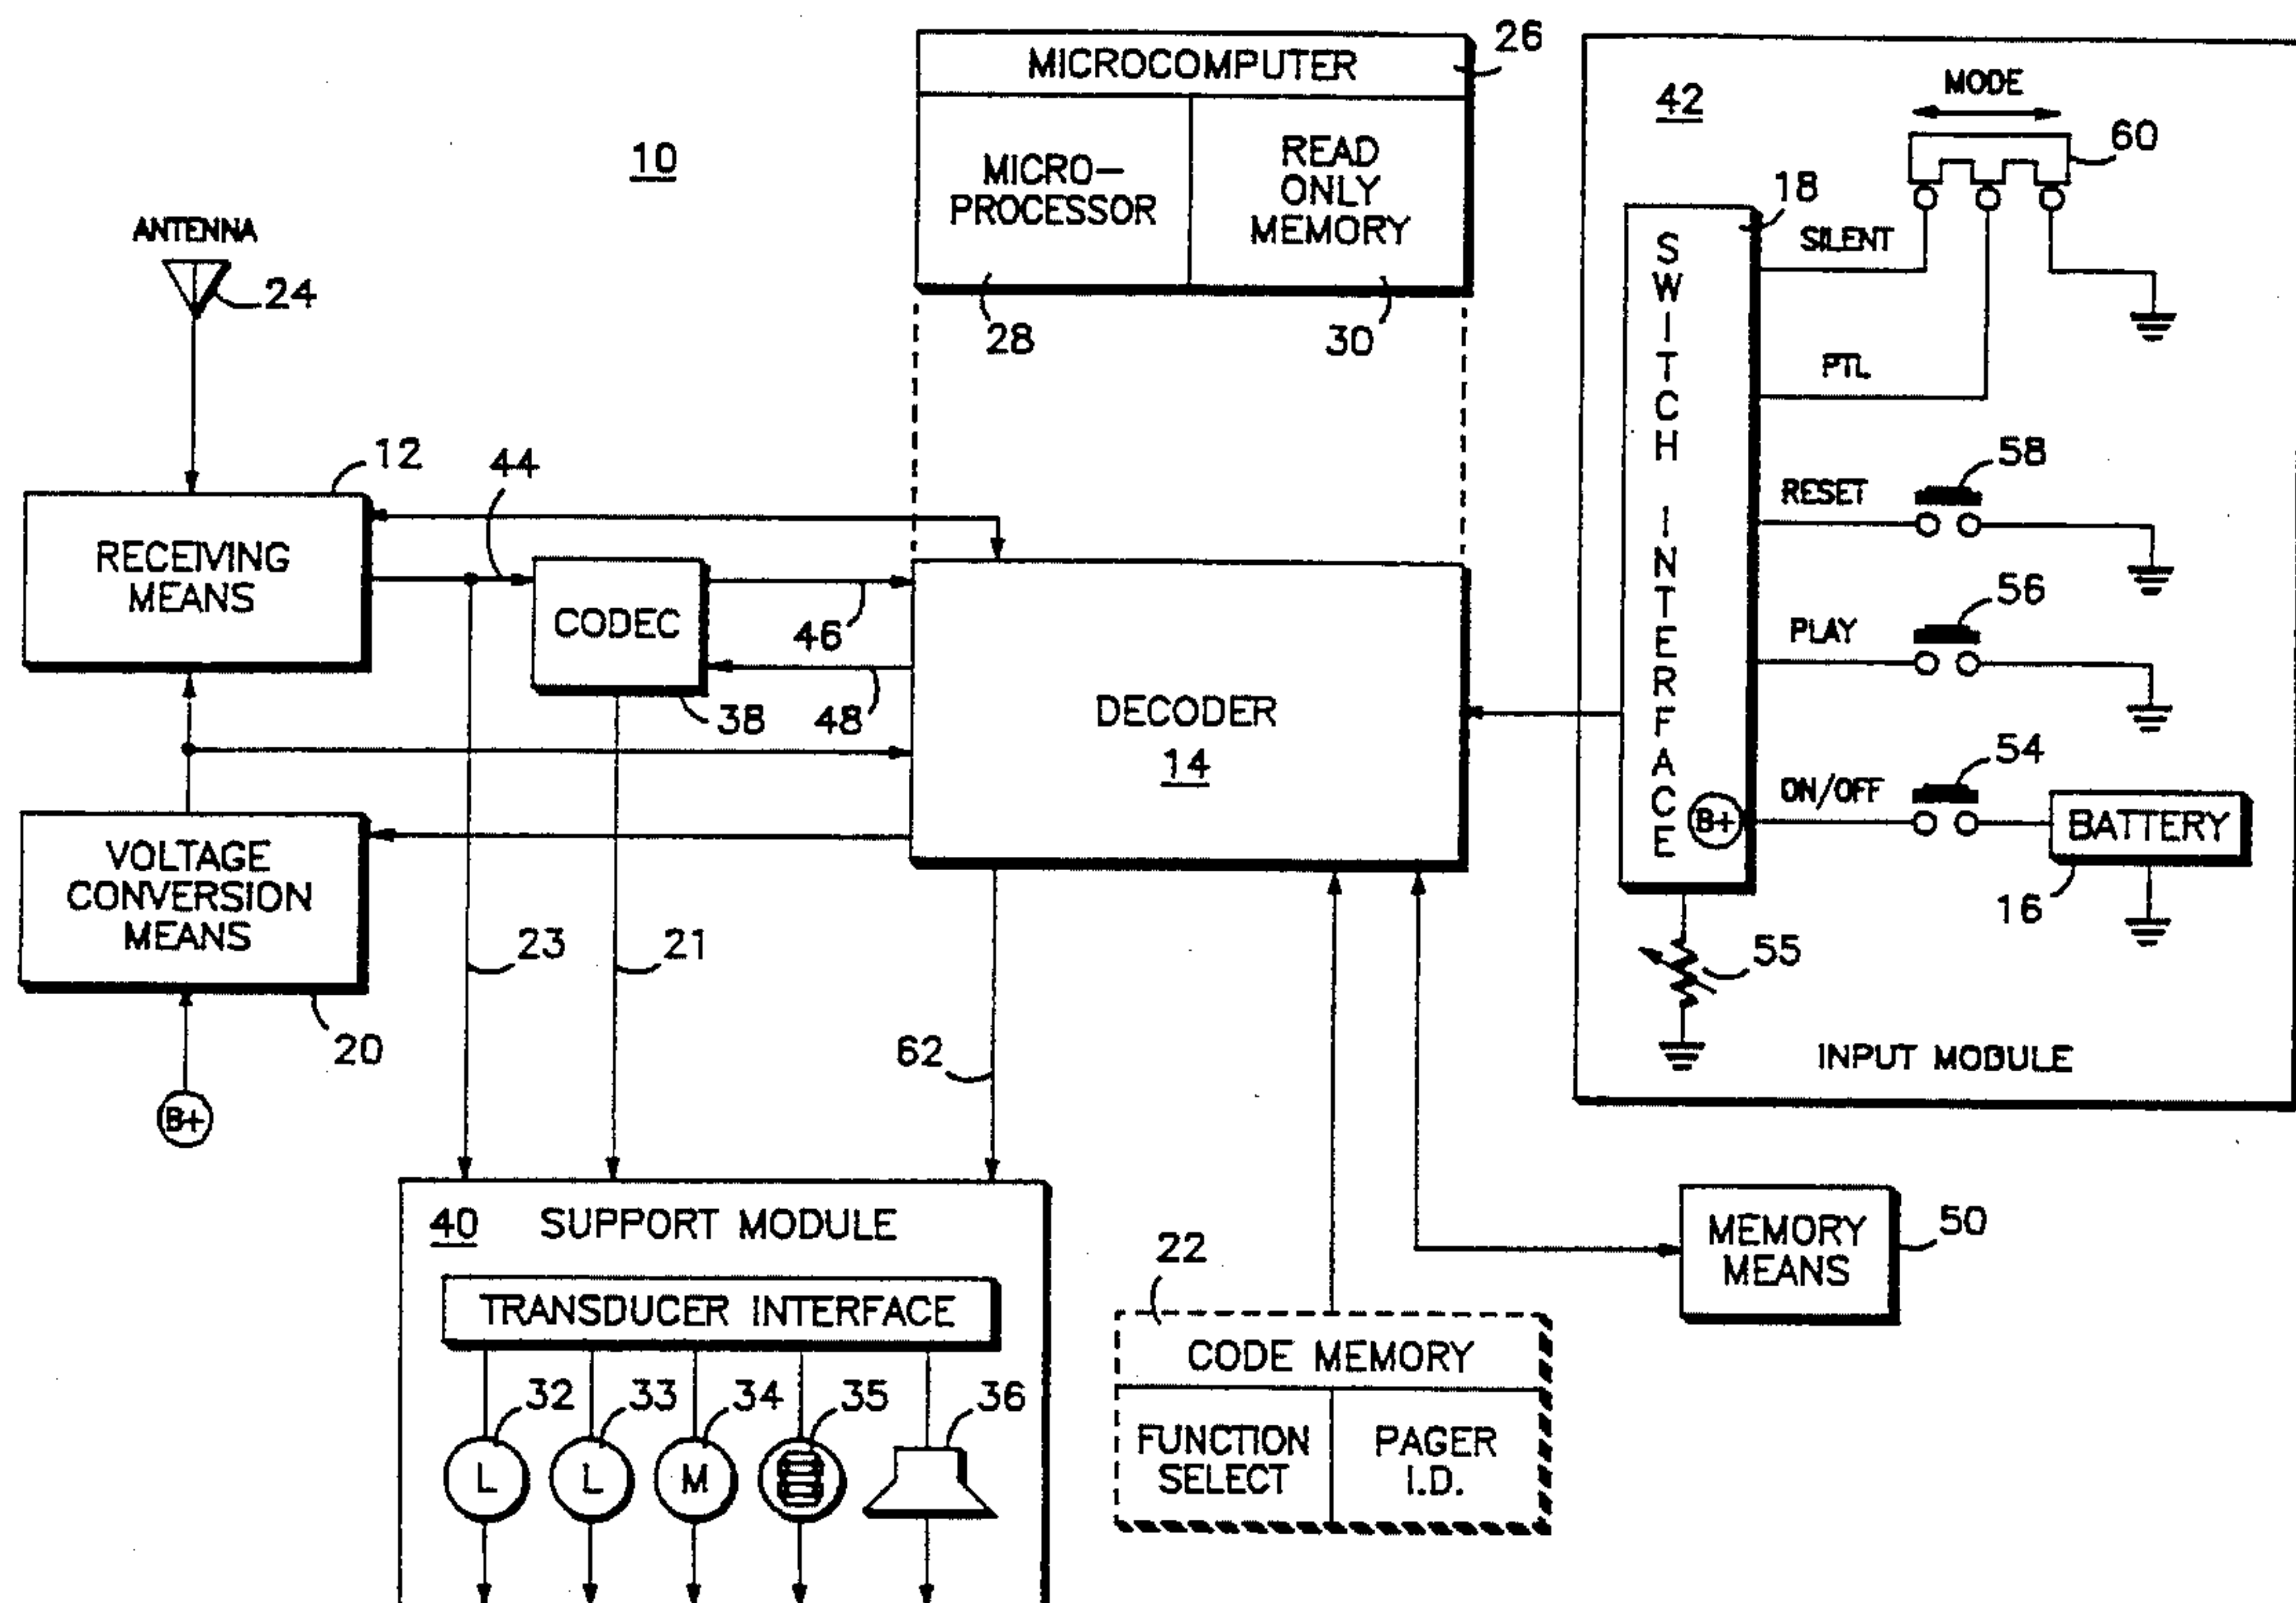 10
MICROCOMPUTER
26
MICRO-
PROCESSOR
READ
ONLY
MEMORY
28
30
ANTENNA
24
12
RECEIVING
MEANS
44
CODEC
38
46
48
DECODER
14
VOLTAGE
CONVERSION
MEANS
20
B+
23
21
62
42
MODE
60
18
SWITCH INTERFACE
SILENT
PTL
RESET
58
PLAY
56
ON/OFF
54
B+
BATTERY
16
55
INPUT MODULE
40
SUPPORT MODULE
TRANSDUCER INTERFACE
32
33
34
35
36
L
L
M
22
CODE MEMORY
FUNCTION
SELECT
PAGER
I.D.
MEMORY
MEANS
50